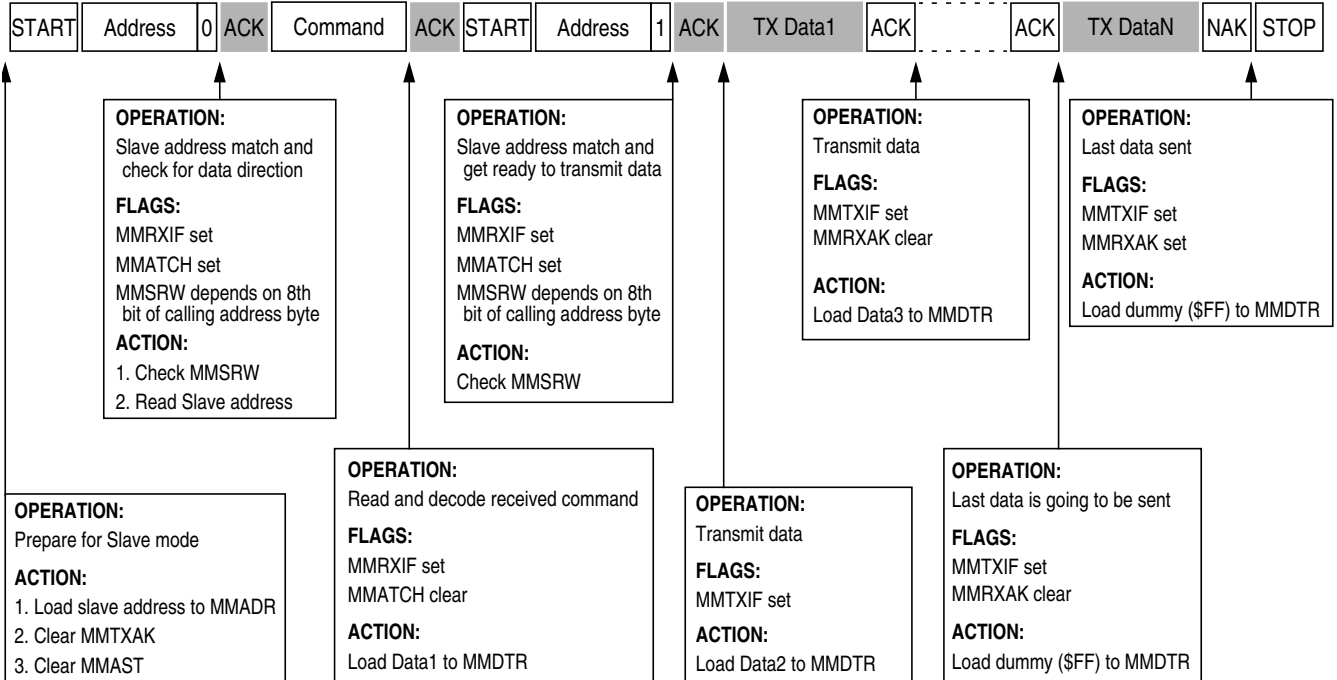 START Address 0 ACK Command ACK START Address 1 ACK TX Data1 ACK ACK TX DataN NAK STOP
OPERATION:
Slave address match and
check for data direction
FLAGS:
MMRXIF set
MMATCH set
MMSRW depends on 8th
bit of calling address byte
ACTION:
1. Check MMSRW
2. Read Slave address
OPERATION:
Slave address match and
get ready to transmit data
FLAGS:
MMRXIF set
MMATCH set
MMSRW depends on 8th
bit of calling address byte
ACTION:
Check MMSRW
OPERATION:
Transmit data
FLAGS:
MMTXIF set
MMRXAK clear
ACTION:
Load Data3 to MMDTR
OPERATION:
Last data sent
FLAGS:
MMTXIF set
MMRXAK set
ACTION:
Load dummy ($FF) to MMDTR
OPERATION:
Prepare for Slave mode
ACTION:
1. Load slave address to MMADR
2. Clear MMTXAK
3. Clear MMAST
OPERATION:
Read and decode received command
FLAGS:
MMRXIF set
MMATCH clear
ACTION:
Load Data1 to MMDTR
OPERATION:
Transmit data
FLAGS:
MMTXIF set
ACTION:
Load Data2 to MMDTR
OPERATION:
Last data is going to be sent
FLAGS:
MMTXIF set
MMRXAK clear
ACTION:
Load dummy ($FF) to MMDTR